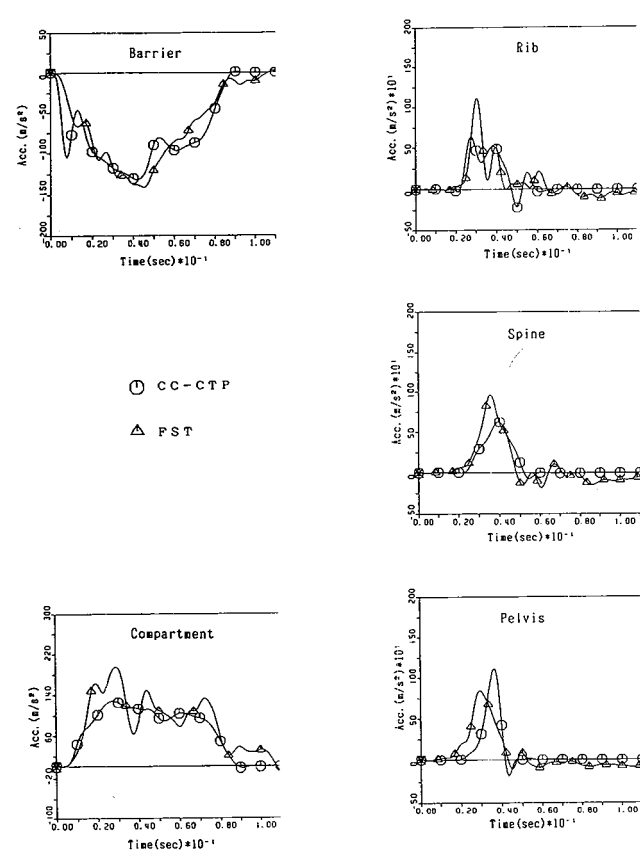 Barrier
Acc. (m/s²)
50
0
-50
-100
-150
-200
0.00 0.20 0.40 0.60 0.80 1.00
Time(sec)*10⁻¹
Rib
Acc. (m/s²)*10¹
200
150
100
50
0
-50
0.00 0.20 0.40 0.60 0.80 1.00
Time(sec)*10⁻¹
CC-CTP
FST
Spine
Acc. (m/s²)*10¹
200
150
100
50
0
-50
0.00 0.20 0.40 0.60 0.80 1.00
Time(sec)*10⁻¹
Compartment
Acc. (m/s²)
300
220
140
60
-20
-100
0.00 0.20 0.40 0.60 0.80 1.00
Time(sec)*10⁻¹
Pelvis
Acc. (m/s²)*10¹
200
150
100
50
0
-50
0.00 0.20 0.40 0.60 0.80 1.00
Time(sec)*10⁻¹